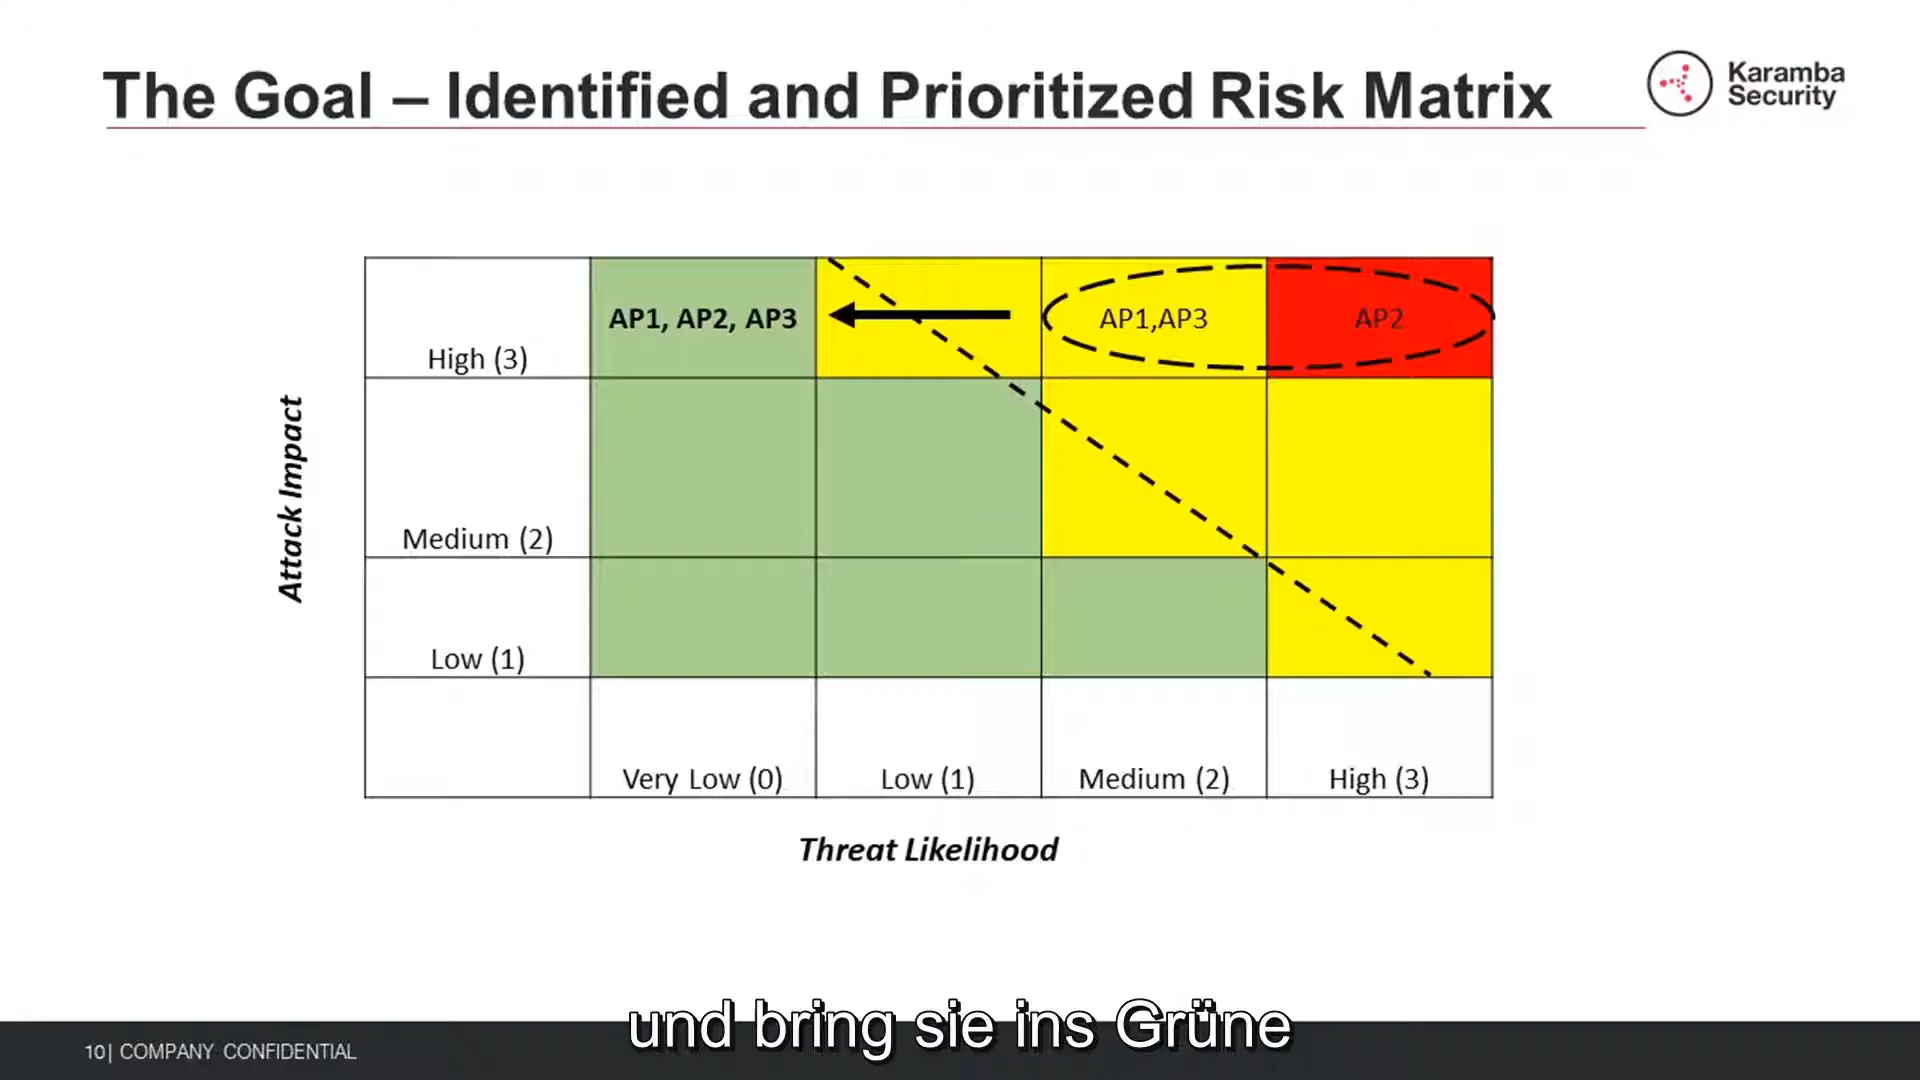 The Goal – Identified and Prioritized Risk Matrix
Karamba
Security
AP1, AP2, AP3
AP1,AP3
AP2
High (3)
Attack Impact
Medium (2)
Low (1)
Very Low (0)
Low (1)
Medium (2)
High (3)
Threat Likelihood
und bring sie ins Grüne
10| COMPANY CONFIDENTIAL